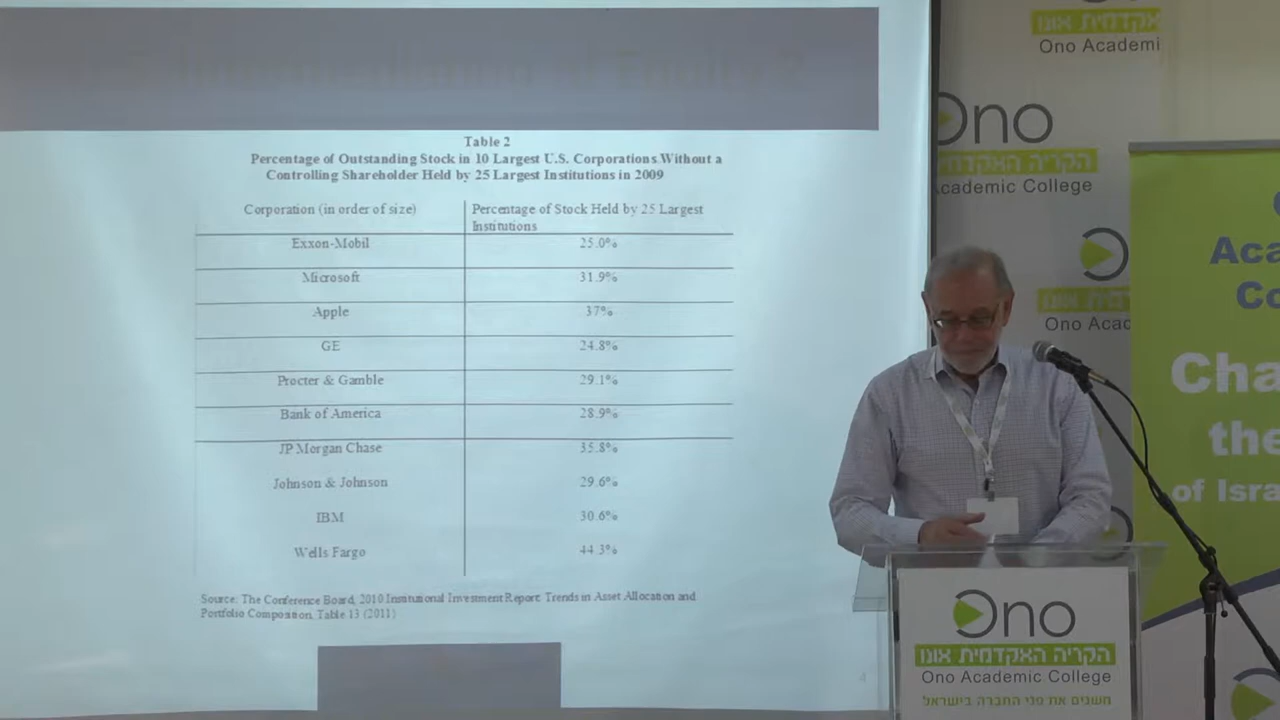 Table 2
Percentage of Outstanding Stock in 10 Largest U.S. Corporations Without a
Controlling Shareholder Held by 25 Largest Institutions in 2009
Corporation (in order of size)
Percentage of Stock Held by 25 Largest
Institutions
Exxon-Mobil 25.0%
Microsoft 31.9%
Apple 37%
GE 24.8%
Procter & Gamble 29.1%
Bank of America 28.9%
JP Morgan Chase 35.8%
Johnson & Johnson 29.6%
IBM 30.6%
Wells Fargo 44.3%
Source: The Conference Board, 2010 Institutional Investment Report: Trends in Asset Allocation and
Portfolio Composition, Table 13 (2011)
4
אקדמית אונו
Ono Academi
Ono
הקריה האקדמית
cademic College
דמית אונו
Ono Acad
Aca
Co
Cha
the
of Isra
Ono
הקריה האקדמית אונו
Ono Academic College
משנים את פני החברה בישראל